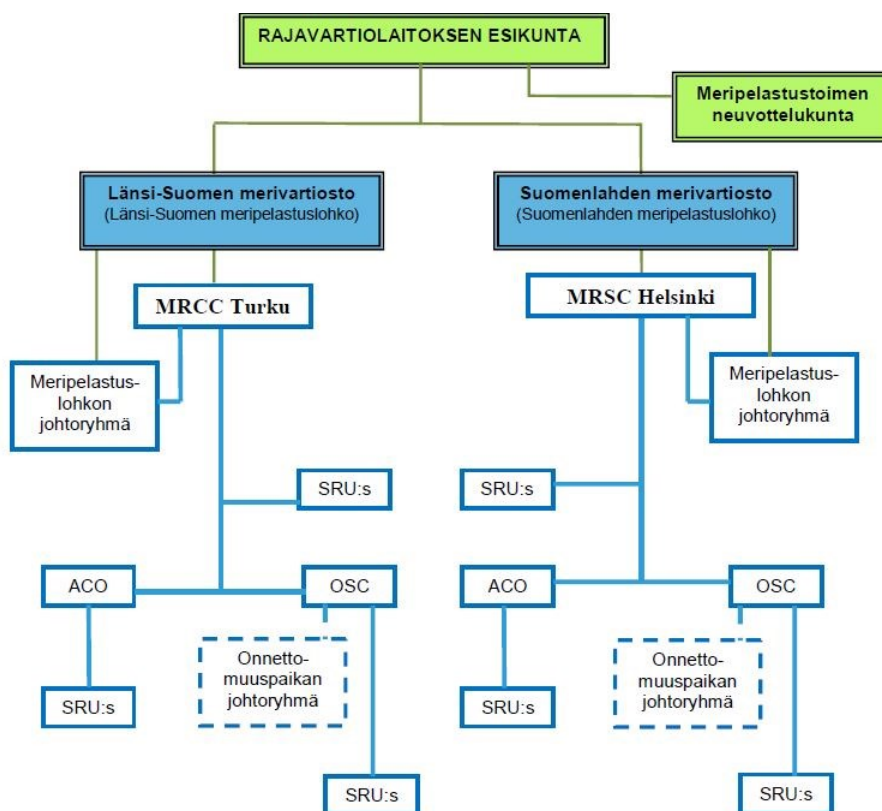 RAJAVARTIOLAITOKSEN ESIKUNTA
Meripelastustoimen
neuvottelukunta
Länsi-Suomen merivartiosto
(Länsi-Suomen meripelastuslohko)
Suomenlahden merivartiosto
(Suomenlahden meripelastuslohko)
MRCC Turku
MRSC Helsinki
Meripelastus-
lohkon
johtoryhmä
Meripelastus-
lohkon
johtoryhmä
SRU:s
SRU:s
ACO
OSC
ACO
OSC
Onnetto-
muuspaikan
johtoryhmä
Onnetto-
muuspaikan
johtoryhmä
SRU:s
SRU:s
SRU:s
SRU:s